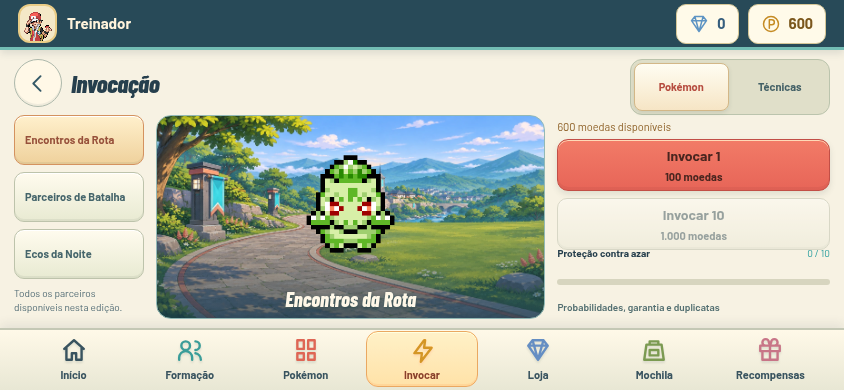 Treinador
0
600
Invocação
Pokémon
Técnicas
Encontros da Rota
Parceiros de Batalha
Ecos da Noite
Todos os parceiros
disponíveis nesta edição.
Encontros da Rota
600 moedas disponíveis
Invocar 1
100 moedas
Invocar 10
1.000 moedas
Proteção contra azar
0 / 10
Probabilidades, garantia e duplicatas
Início
Formação
Pokémon
Invocar
Loja
Mochila
Recompensas